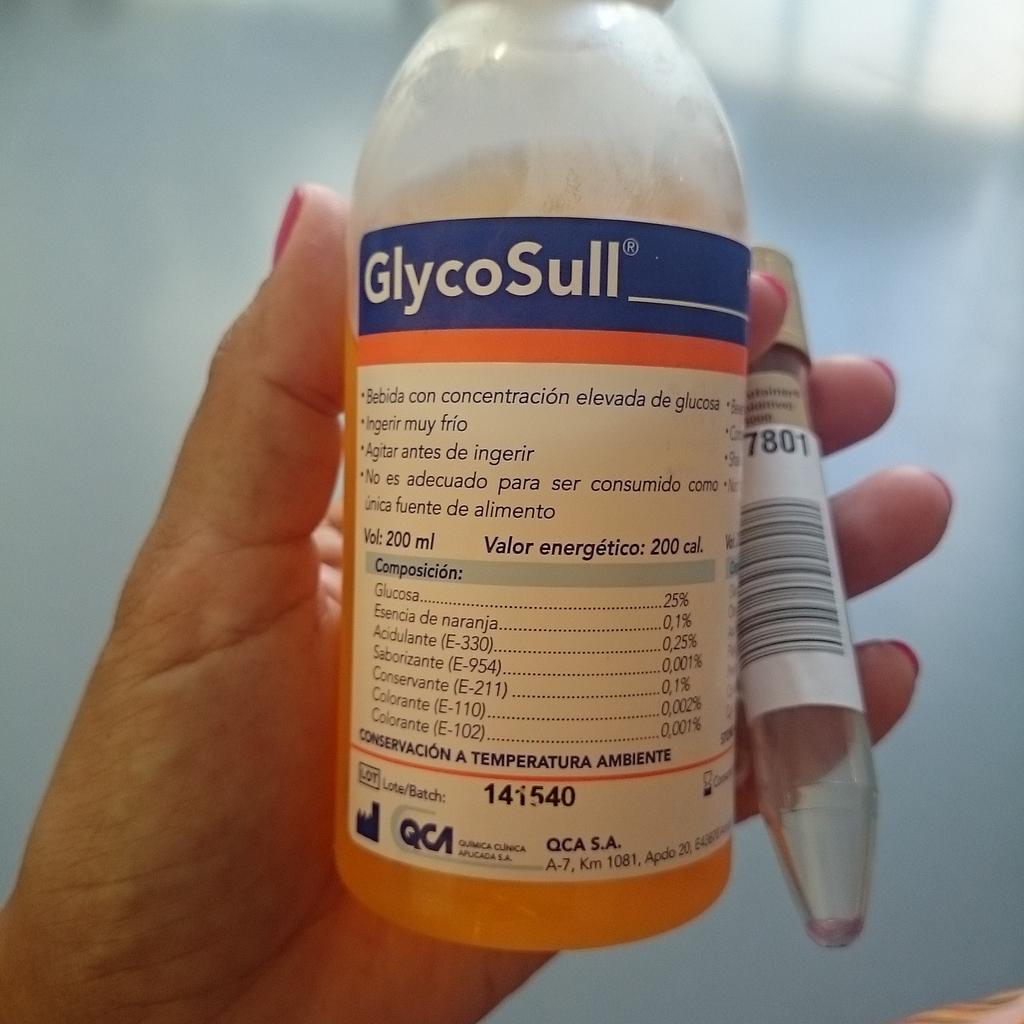 GlycoSull®
• Bebida con concentración elevada de glucosa
• Ingerir muy frío
• Agitar antes de ingerir
• No es adecuado para ser consumido como
única fuente de alimento
Vol: 200 ml Valor energético: 200 cal.
Composición:
Glucosa..........25%
Esencia de naranja..........0,1%
Acidulante (E-330)..........0,25%
Saborizante (E-954)..........0,001%
Conservante (E-211)..........0,1%
Colorante (E-110)..........0,002%
Colorante (E-102)..........0,001%
CONSERVACIÓN A TEMPERATURA AMBIENTE
LOT Lote/Batch: 141540
QCA QUÍMICA CLÍNICA
APLICADA S.A.
QCA S.A.
A-7, Km 1081, Apdo 20,
7801